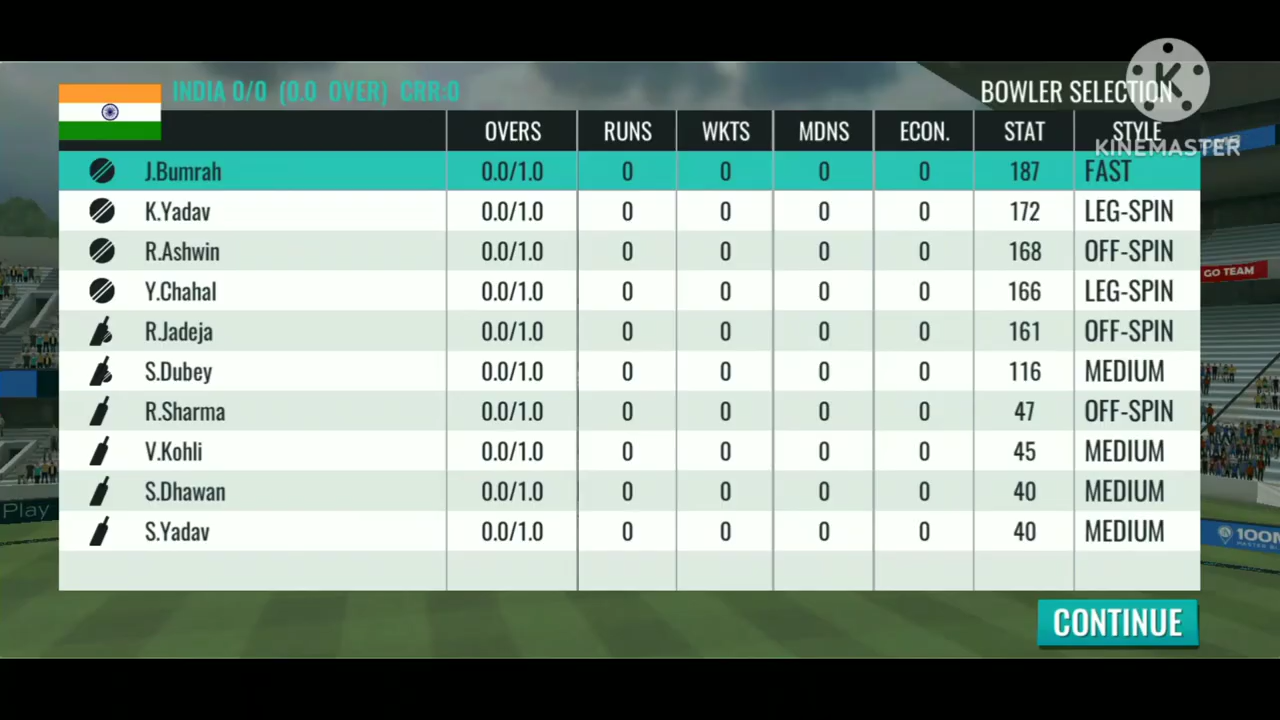 INDIA 0/0 (0.0 OVER) CRR:0
BOWLER SELECTION
KINEMASTER
OVERS RUNS WKTS MDNS ECON. STAT STYLE
J.Bumrah 0.0/1.0 0 0 0 0 187 FAST
K.Yadav 0.0/1.0 0 0 0 0 172 LEG-SPIN
R.Ashwin 0.0/1.0 0 0 0 0 168 OFF-SPIN
Y.Chahal 0.0/1.0 0 0 0 0 166 LEG-SPIN
R.Jadeja 0.0/1.0 0 0 0 0 161 OFF-SPIN
S.Dubey 0.0/1.0 0 0 0 0 116 MEDIUM
R.Sharma 0.0/1.0 0 0 0 0 47 OFF-SPIN
V.Kohli 0.0/1.0 0 0 0 0 45 MEDIUM
S.Dhawan 0.0/1.0 0 0 0 0 40 MEDIUM
S.Yadav 0.0/1.0 0 0 0 0 40 MEDIUM
GO TEAM
Play
CONTINUE